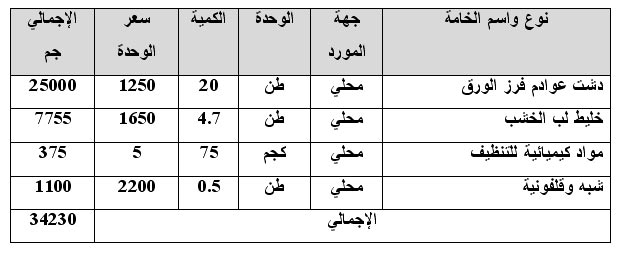 نوع واسم الخامة جهة المورد الوحدة الكمية سعر الوحدة الإجمالي جم
دشت عوادم فرز الورق محلي طن 20 1250 25000
خليط لب الخشب محلي طن 4.7 1650 7755
مواد كيميائية للتنظيف محلي كجم 75 5 375
شبه وقلفونية محلي طن 0.5 2200 1100
الإجمالي 34230